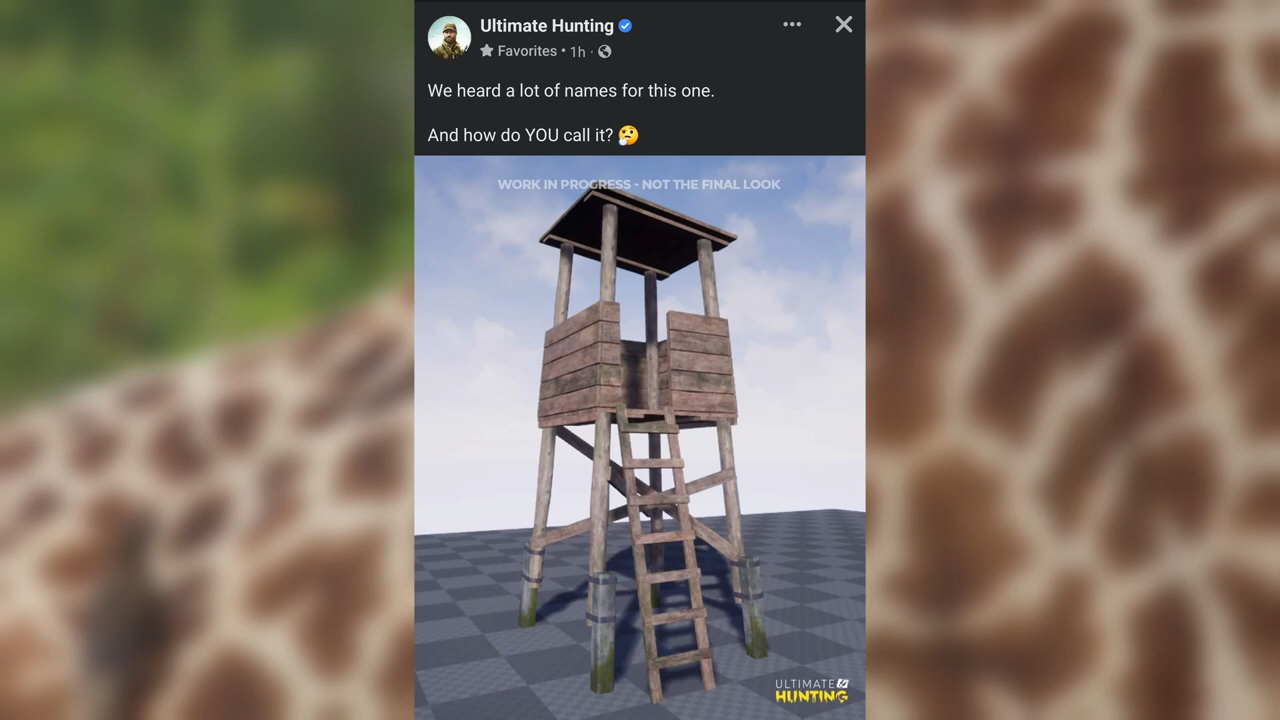 Ultimate Hunting
Favorites • 1h ·
We heard a lot of names for this one.
And how do YOU call it? 🤔
WORK IN PROGRESS - NOT THE FINAL LOOK
ULTIMATE
HUNTING